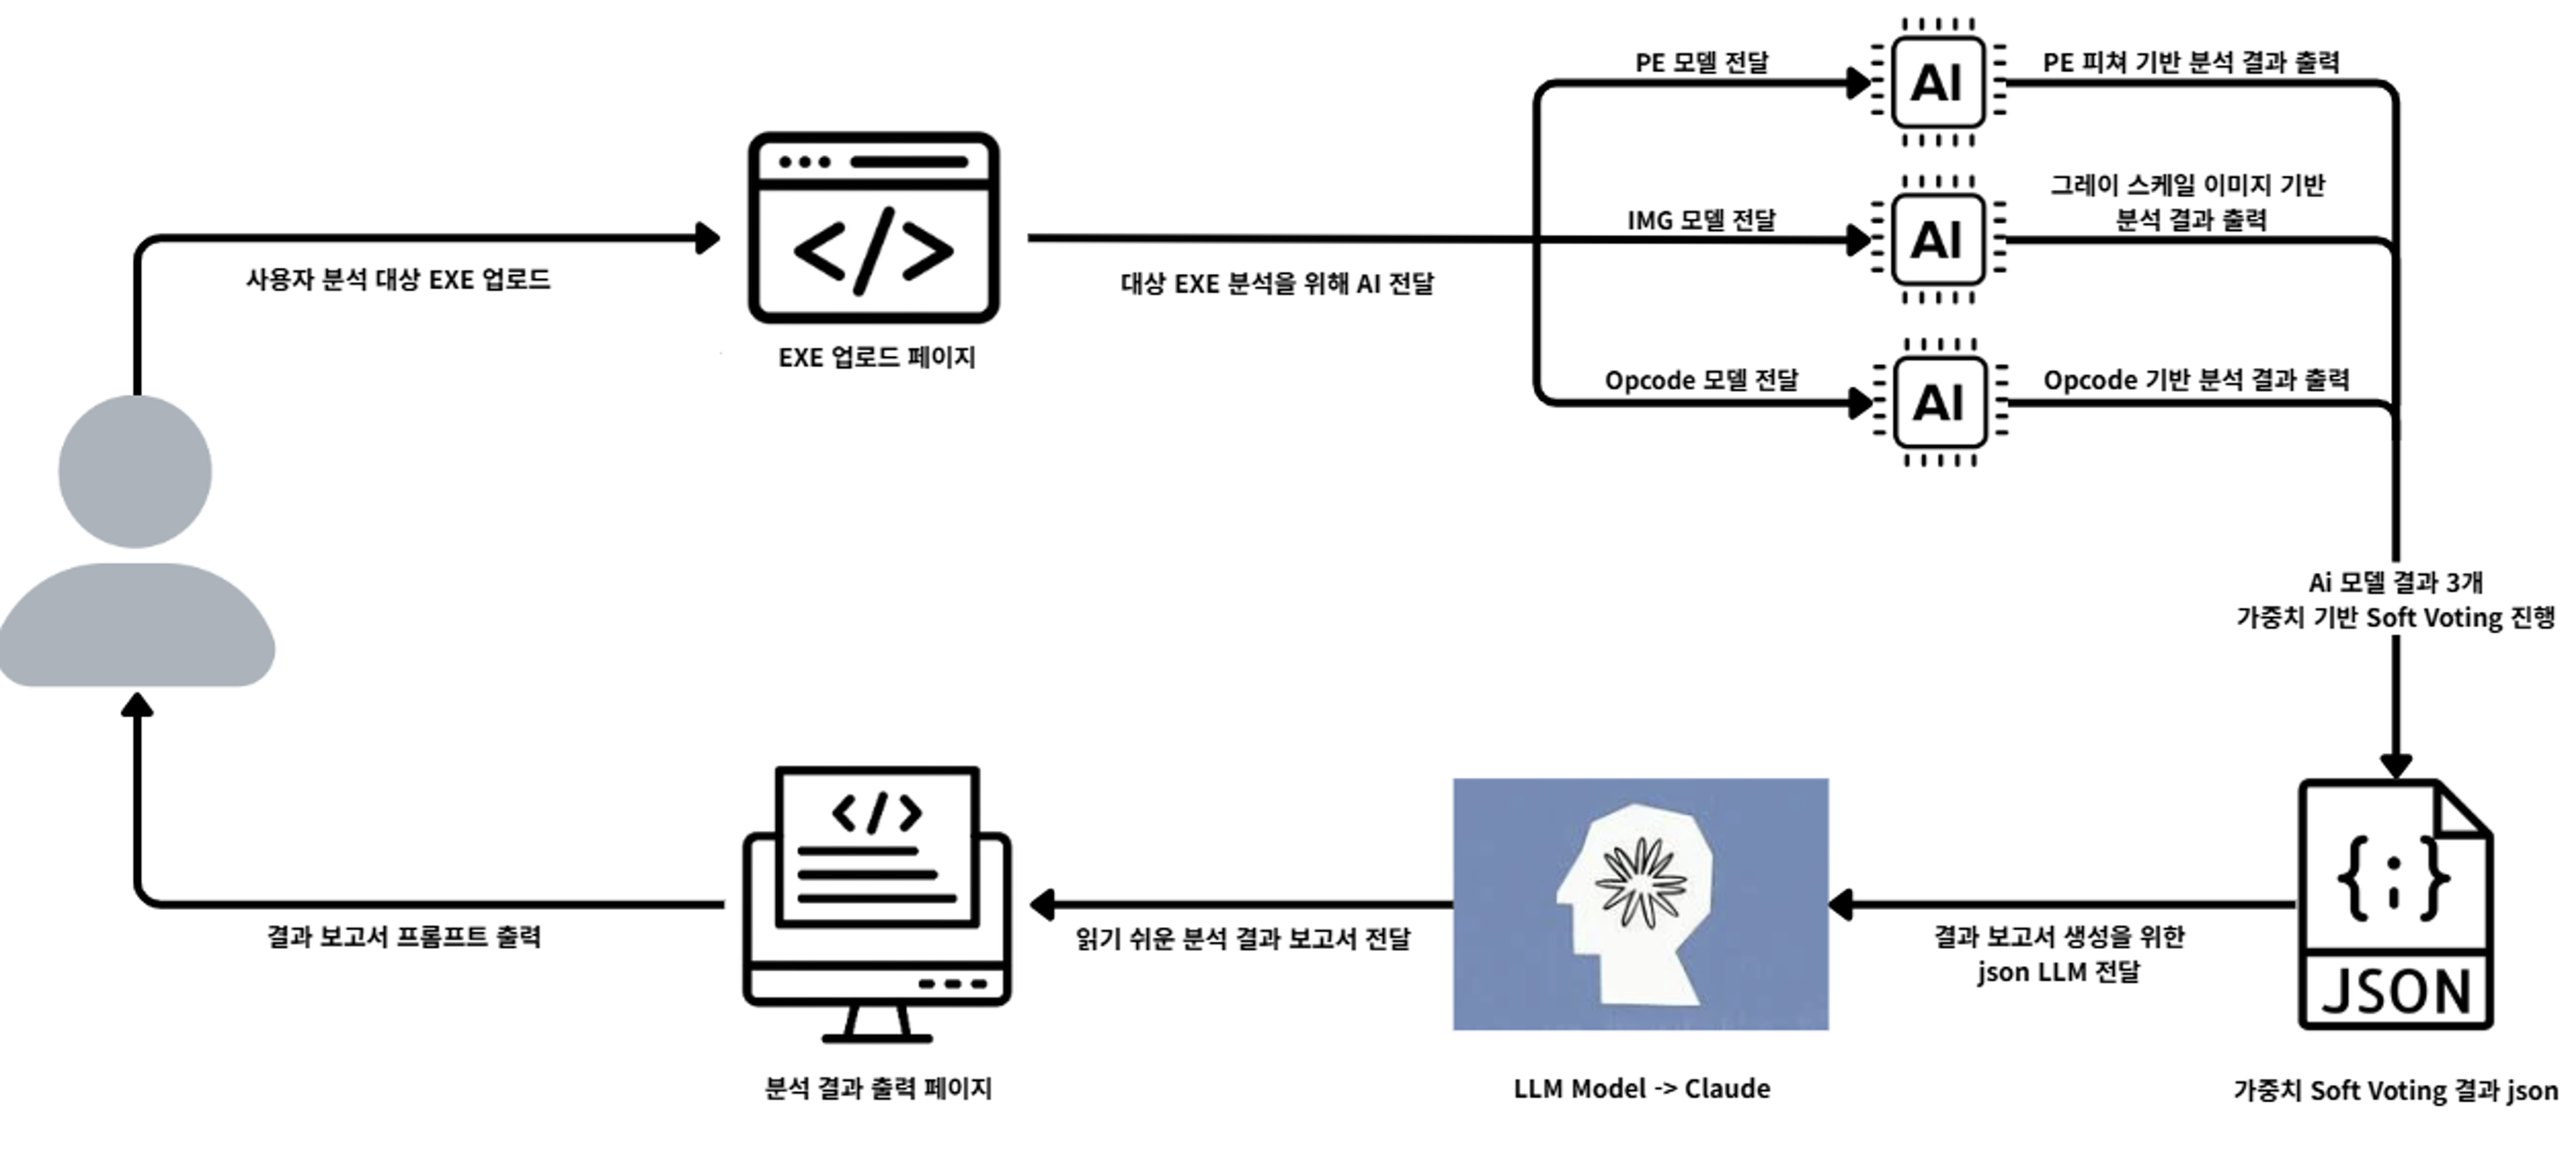 PE 모델 전달
AI
PE 피쳐 기반 분석 결과 출력
그레이 스케일 이미지 기반
분석 결과 출력
IMG 모델 전달
AI
사용자 분석 대상 EXE 업로드
</>
대상 EXE 분석을 위해 AI 전달
EXE 업로드 페이지
Opcode 모델 전달
AI
Opcode 기반 분석 결과 출력
Ai 모델 결과 3개
가중치 기반 Soft Voting 진행
</>
{;}
JSON
결과 보고서 프롬프트 출력
읽기 쉬운 분석 결과 보고서 전달
결과 보고서 생성을 위한
json LLM 전달
분석 결과 출력 페이지
LLM Model -> Claude
가중치 Soft Voting 결과 json